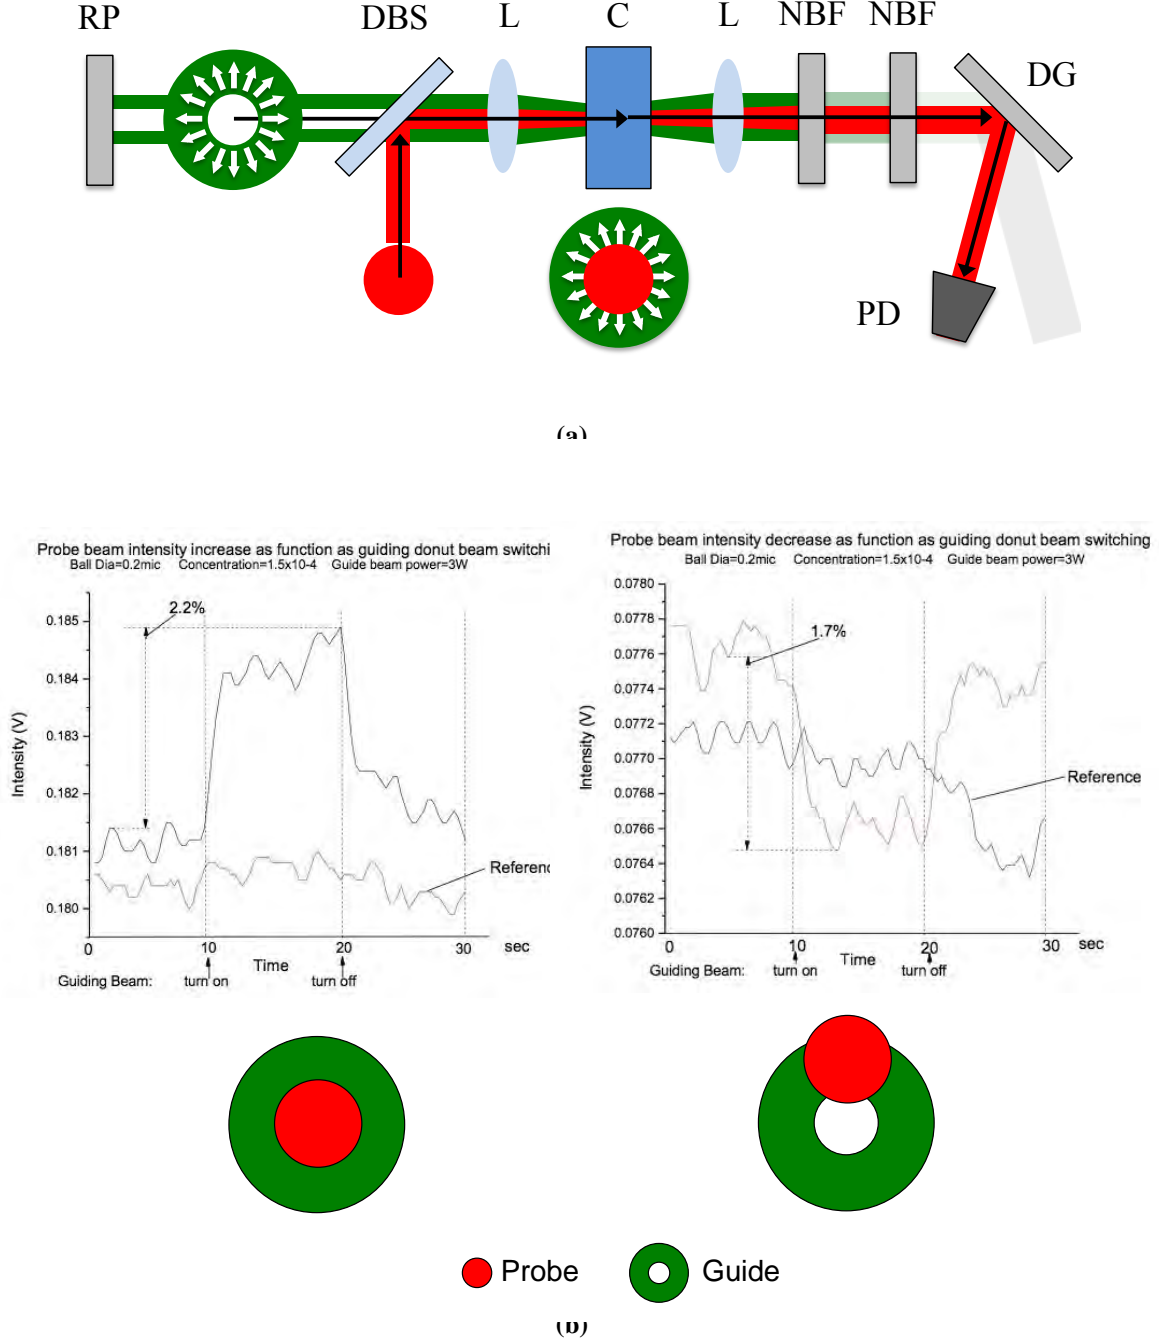 RP DBS L C L NBF NBF
DG
PD
(a)
Probe beam intensity increase as function as guiding donut beam switchi
Ball Dia=0.2mic Concentration=1.5x10-4 Guide beam power=3W
0.185
0.184
0.183
0.182
0.181
0.180
Intensity (V)
2.2%
Referenc
0 10 20 30 sec
Time
Guiding Beam: turn on turn off
Probe beam intensity decrease as function as guiding donut beam switching
Ball Dia=0.2mic Concentration=1.5x10-4 Guide beam power=3W
0.0780
0.0778
0.0776
0.0774
0.0772
0.0770
0.0768
0.0766
0.0764
0.0762
0.0760
Intensity (V)
1.7%
Reference
0 10 20 30 sec
Time
Guiding Beam: turn on turn off
Probe Guide
(b)